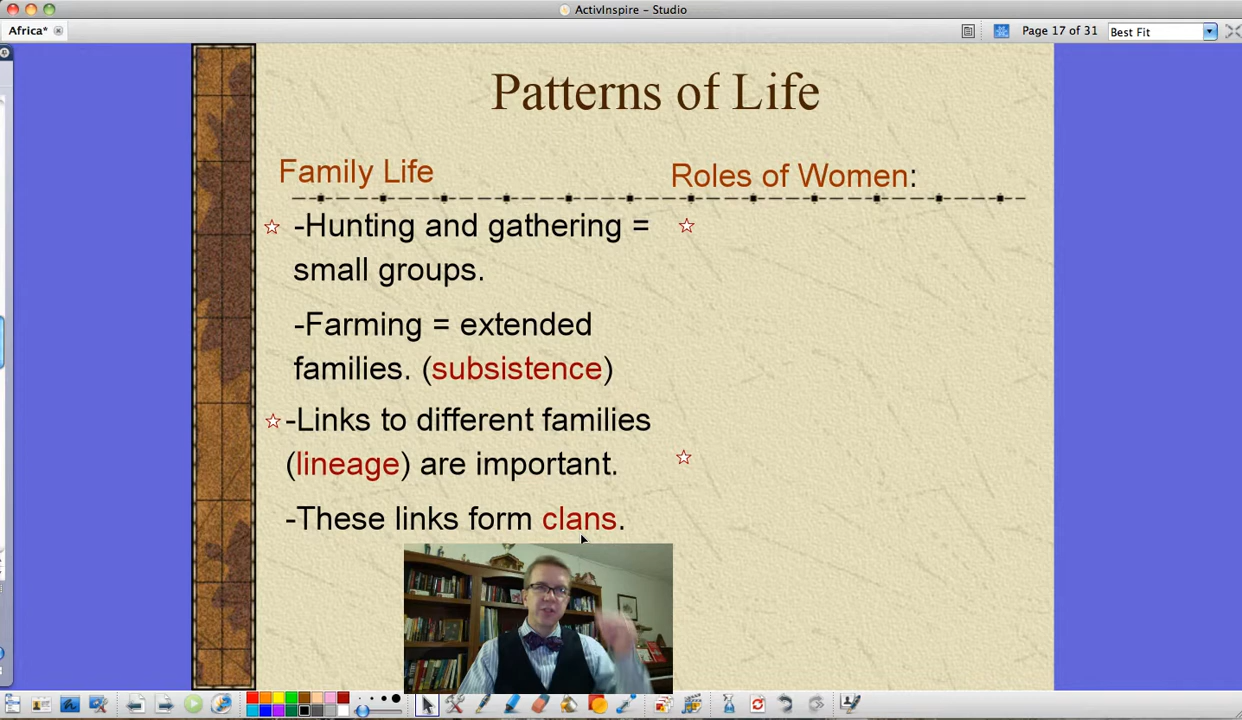 ActivInspire – Studio
Africa*
Page 17 of 31
Best Fit
Patterns of Life
Family Life
-Hunting and gathering =
small groups.
-Farming = extended
families. (subsistence)
-Links to different families
(lineage) are important.
-These links form clans.
Roles of Women: